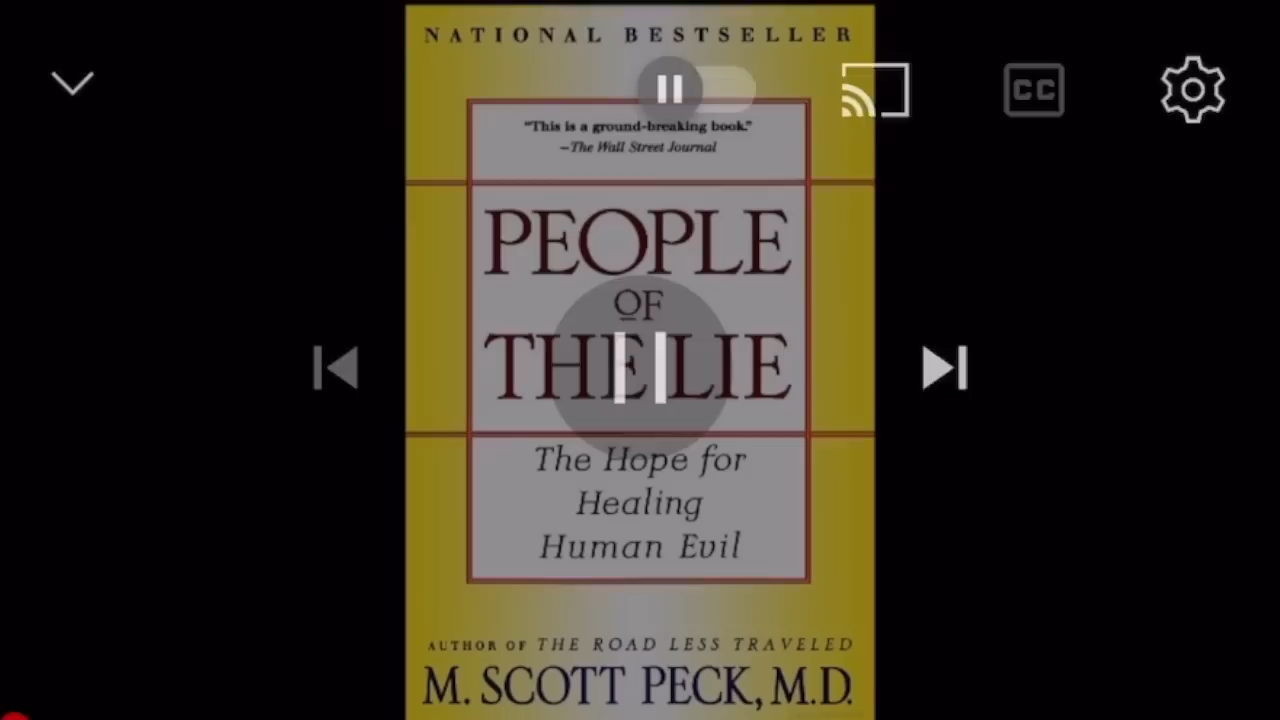 NATIONAL BESTSELLER
CC
“This is a ground-breaking book.”
—The Wall Street Journal
PEOPLE
OF
THE LIE
The Hope for
Healing
Human Evil
AUTHOR OF THE ROAD LESS TRAVELED
M. SCOTT PECK, M.D.